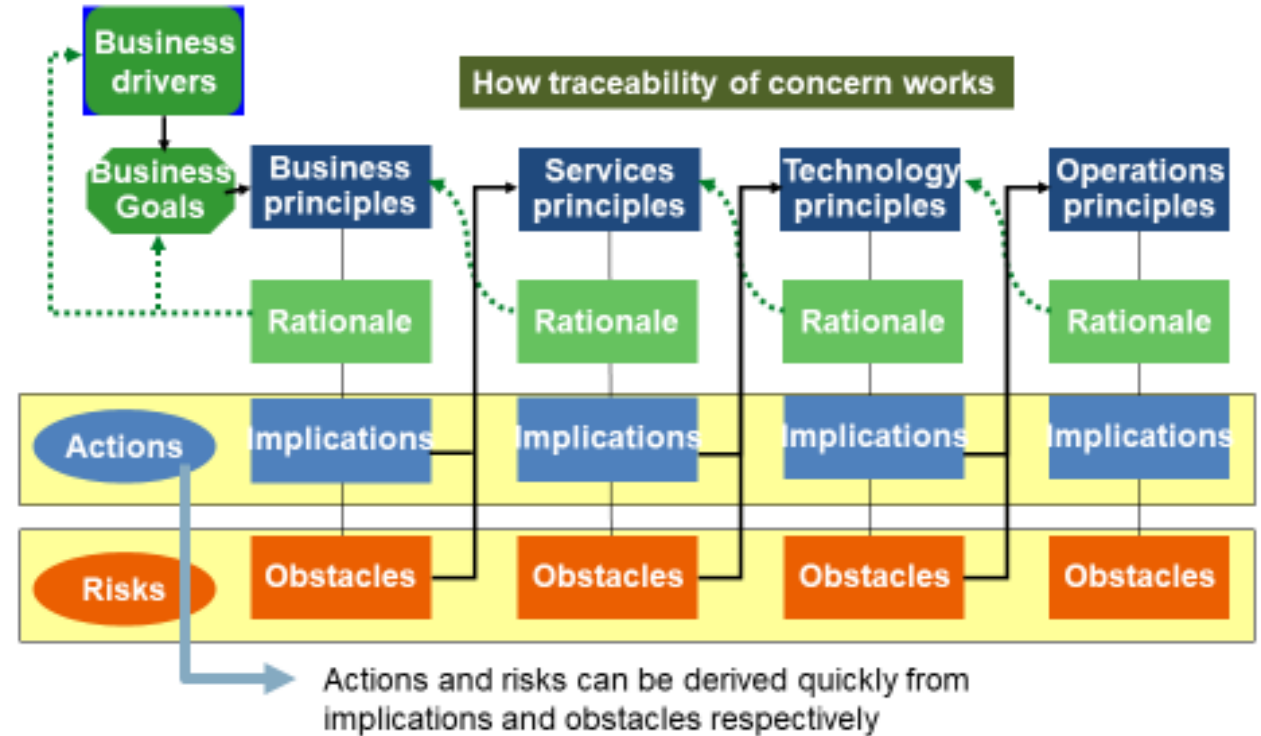 Business
drivers
How traceability of concern works
Business
Goals
Business
principles
Services
principles
Technology
principles
Operations
principles
Rationale
Rationale
Rationale
Rationale
Actions
Implications
Implications
Implications
Implications
Risks
Obstacles
Obstacles
Obstacles
Obstacles
Actions and risks can be derived quickly from
implications and obstacles respectively